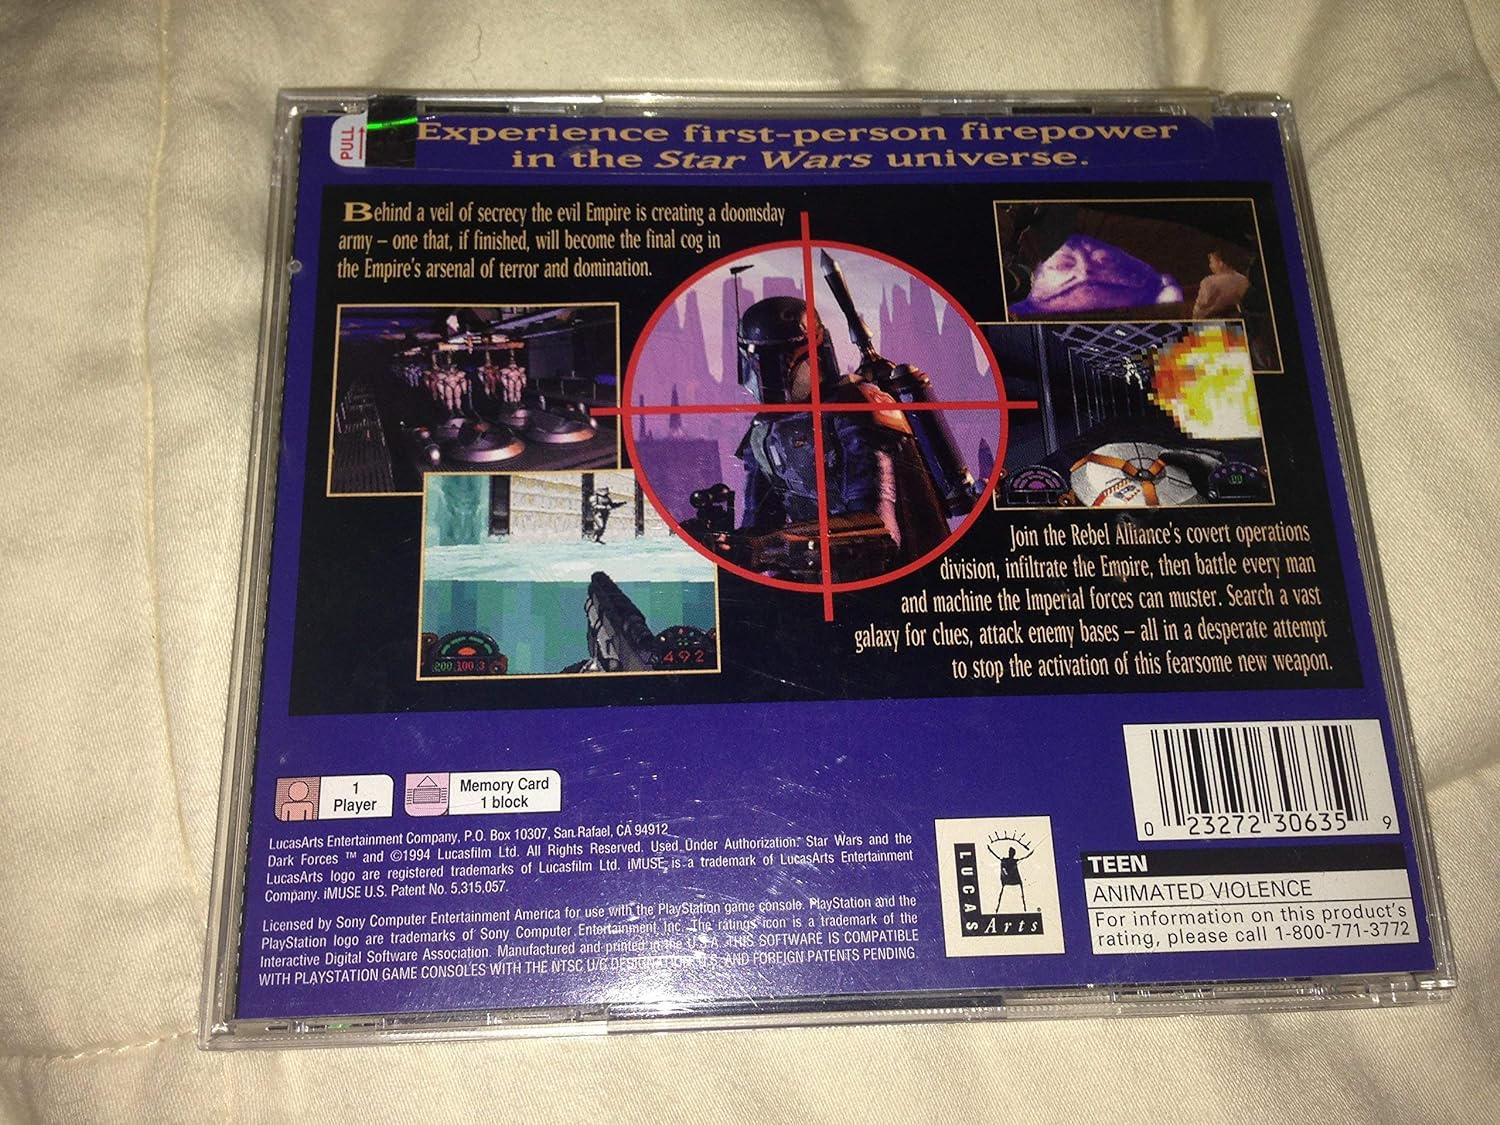 PULL
Experience first-person firepower
in the Star Wars universe.
Behind a veil of secrecy the evil Empire is creating a doomsday
army – one that, if finished, will become the final cog in
the Empire's arsenal of terror and domination.
200 100 3
492
Join the Rebel Alliance's covert operations
division, infiltrate the Empire, then battle every man
and machine the Imperial forces can muster. Search a vast
galaxy for clues, attack enemy bases – all in a desperate attempt
to stop the activation of this fearsome new weapon.
1
Player
Memory Card
1 block
LucasArts Entertainment Company, P.O. Box 10307, San Rafael, CA 94912
Dark Forces ™ and ©1994 Lucasfilm Ltd. All Rights Reserved. Used Under Authorization. Star Wars and the
LucasArts logo are registered trademarks of Lucasfilm Ltd. iMUSE is a trademark of LucasArts Entertainment
Company. iMUSE U.S. Patent No. 5,315,057.
Licensed by Sony Computer Entertainment America for use with the PlayStation game console. PlayStation and the
PlayStation logo are trademarks of Sony Computer Entertainment, Inc. The ratings icon is a trademark of the
Interactive Digital Software Association. Manufactured and printed in the U.S.A. THIS SOFTWARE IS COMPATIBLE
WITH PLAYSTATION GAME CONSOLES WITH THE NTSC U/C DESIGNATION. U.S. AND FOREIGN PATENTS PENDING.
LUCAS
Arts
0 23272 30635 9
TEEN
ANIMATED VIOLENCE
For information on this product's
rating, please call 1-800-771-3772